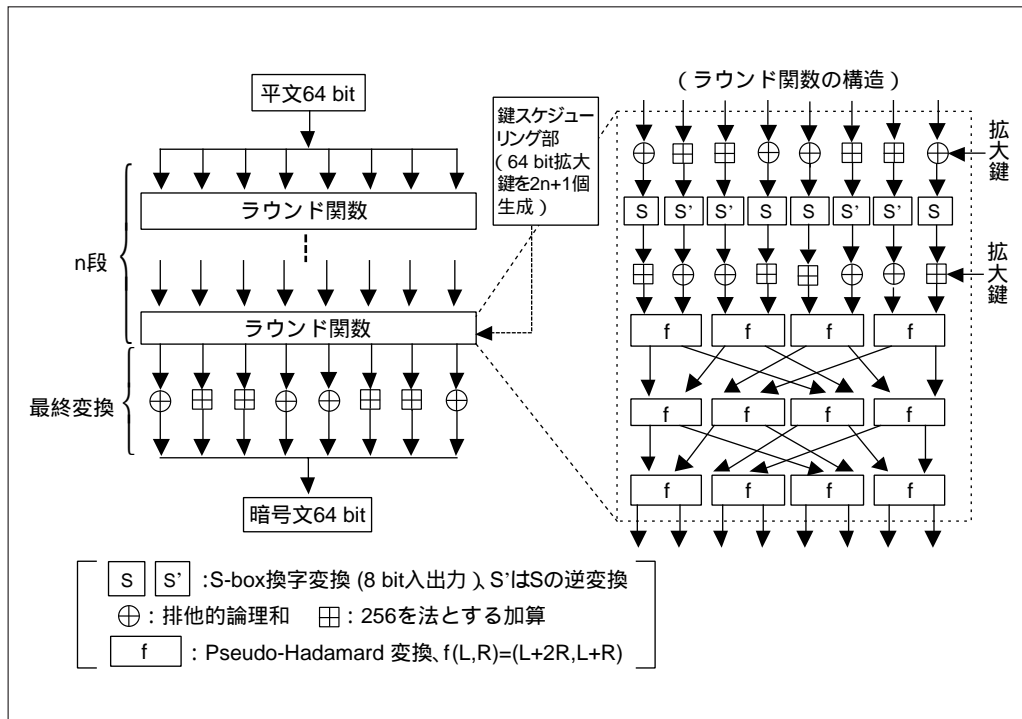 平文64 bit
ラウンド関数
n段
ラウンド関数
最終変換
暗号文64 bit
鍵スケジュー
リング部
(64 bit拡大
鍵を2n+1個
生成)
(ラウンド関数の構造)
拡大鍵
S S' S' S S S' S' S
拡大鍵
f f f f
f f f f
f f f f
S S' :S-box換字変換 (8 bit入出力)、S'はSの逆変換
:排他的論理和 :256を法とする加算
f :Pseudo-Hadamard 変換、f(L,R)=(L+2R,L+R)